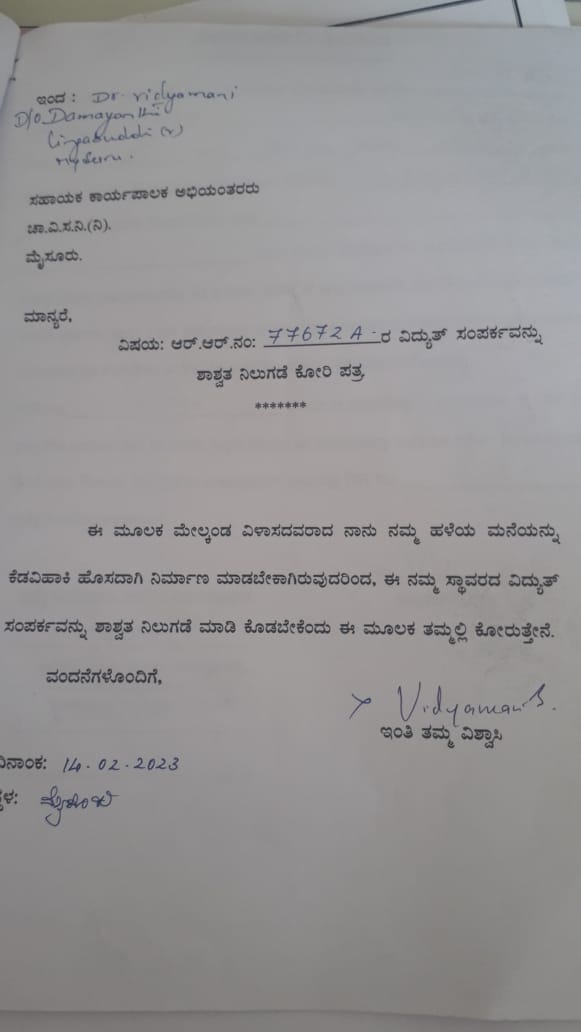 ಇಂದ : Dr. Vidyamani
D/o Damayanthi
Mysuru.
ಸಹಾಯಕ ಕಾರ್ಯಪಾಲಕ ಅಭಿಯಂತರರು
ಚಾ.ವಿ.ಸ.ನಿ.(ನಿ).
ಮೈಸೂರು.
ಮಾನ್ಯರೆ,
ವಿಷಯ: ಆರ್.ಆರ್.ನಂ: 77672 A - ರ ವಿದ್ಯುತ್ ಸಂಪರ್ಕವನ್ನು
ಶಾಶ್ವತ ನಿಲುಗಡೆ ಕೋರಿ ಪತ್ರ
*******
ಈ ಮೂಲಕ ಮೇಲ್ಕಂಡ ವಿಳಾಸದವರಾದ ನಾನು ನಮ್ಮ ಹಳೆಯ ಮನೆಯನ್ನು
ಕೆಡವಿಹಾಕಿ ಹೊಸದಾಗಿ ನಿರ್ಮಾಣ ಮಾಡಬೇಕಾಗಿರುವುದರಿಂದ, ಈ ನಮ್ಮ ಸ್ಥಾವರದ ವಿದ್ಯುತ್
ಸಂಪರ್ಕವನ್ನು ಶಾಶ್ವತ ನಿಲುಗಡೆ ಮಾಡಿ ಕೊಡಬೇಕೆಂದು ಈ ಮೂಲಕ ತಮ್ಮಲ್ಲಿ ಕೋರುತ್ತೇನೆ.
ವಂದನೆಗಳೊಂದಿಗೆ,
Vidyamani B.
ಇಂತಿ ತಮ್ಮ ವಿಶ್ವಾಸಿ
ನಾಂಕ: 14.02.2023
ಳ: ಮೈಸೂರು